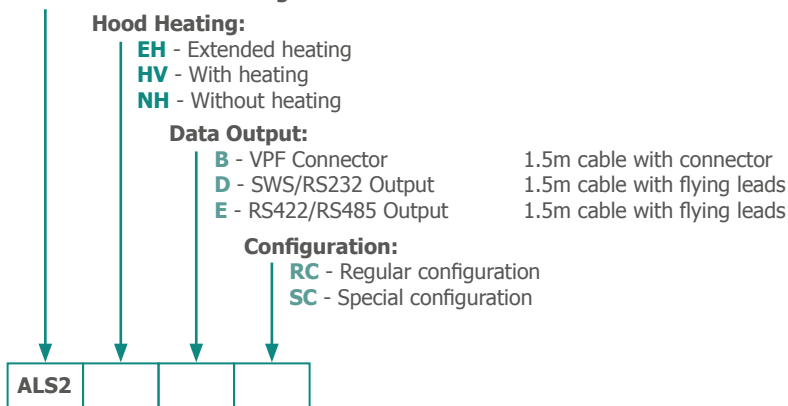 Hood Heating:
EH - Extended heating
HV - With heating
NH - Without heating
Data Output:
B - VPF Connector 1.5m cable with connector
D - SWS/RS232 Output 1.5m cable with flying leads
E - RS422/RS485 Output 1.5m cable with flying leads
Configuration:
RC - Regular configuration
SC - Special configuration
ALS2